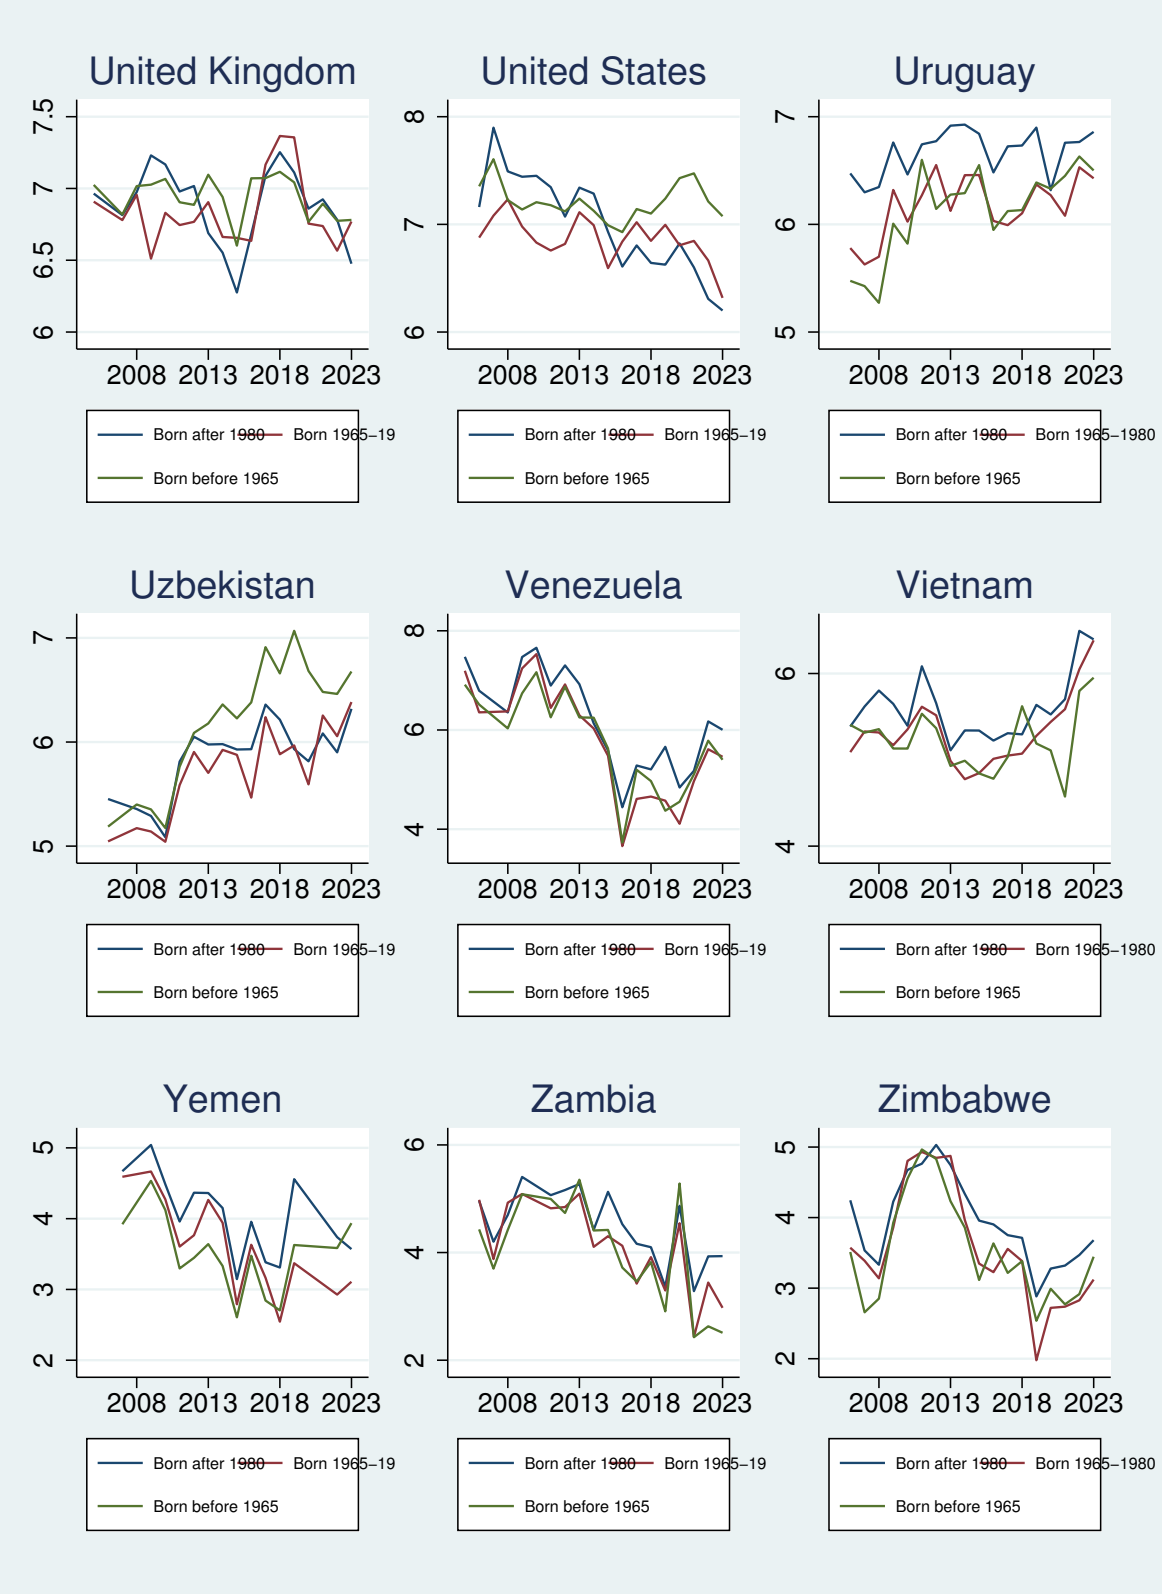 United Kingdom
7.5
7
6.5
6
2008 2013 2018 2023
Born after 1980 Born 1965–19
Born before 1965
United States
8
7
6
2008 2013 2018 2023
Born after 1980 Born 1965–19
Born before 1965
Uruguay
7
6
5
2008 2013 2018 2023
Born after 1980 Born 1965–1980
Born before 1965
Uzbekistan
7
6
5
2008 2013 2018 2023
Born after 1980 Born 1965–19
Born before 1965
Venezuela
8
6
4
2008 2013 2018 2023
Born after 1980 Born 1965–19
Born before 1965
Vietnam
6
4
2008 2013 2018 2023
Born after 1980 Born 1965–1980
Born before 1965
Yemen
5
4
3
2
2008 2013 2018 2023
Born after 1980 Born 1965–19
Born before 1965
Zambia
6
4
2
2008 2013 2018 2023
Born after 1980 Born 1965–19
Born before 1965
Zimbabwe
5
4
3
2
2008 2013 2018 2023
Born after 1980 Born 1965–1980
Born before 1965